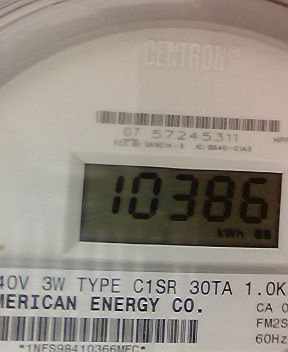 CENTRON®
07 57245311
10386
kWh
40V 3W TYPE C1SR 30TA 1.0K
MERICAN ENERGY CO.
CA 0
FM2S
60Hz
*1NFS98410366MFC*